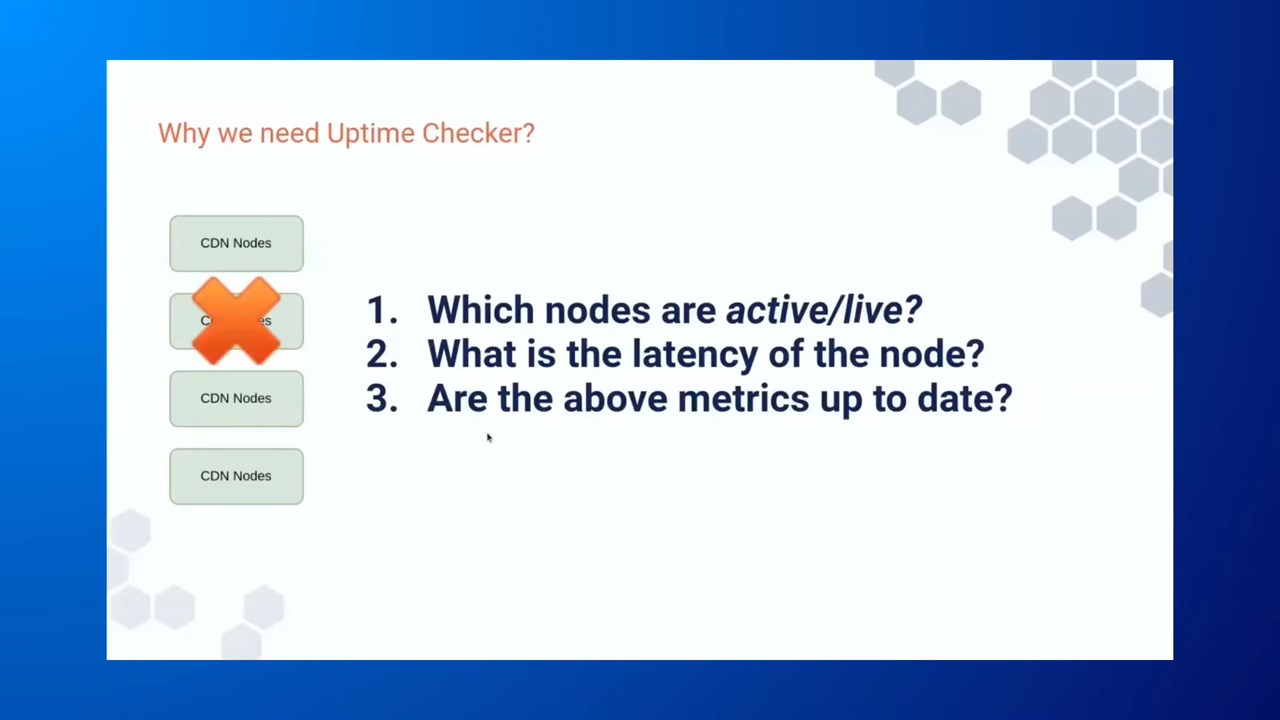 Why we need Uptime Checker?
CDN Nodes
CDN Nodes
CDN Nodes
1. Which nodes are active/live?
2. What is the latency of the node?
3. Are the above metrics up to date?